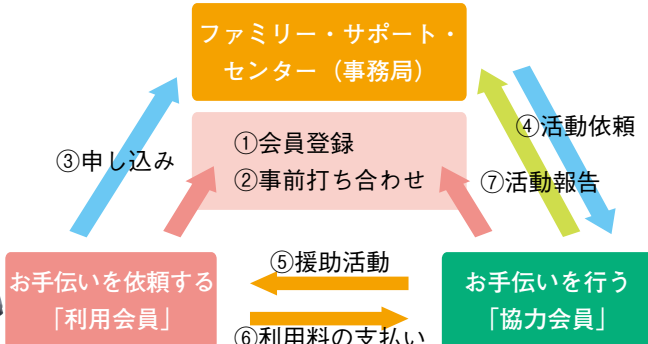 ファミリー・サポート・
センター（事務局）
①会員登録
②事前打ち合わせ
③申し込み
④活動依頼
⑦活動報告
お手伝いを依頼する
「利用会員」
⑤援助活動
⑥利用料の支払い
お手伝いを行う
「協力会員」